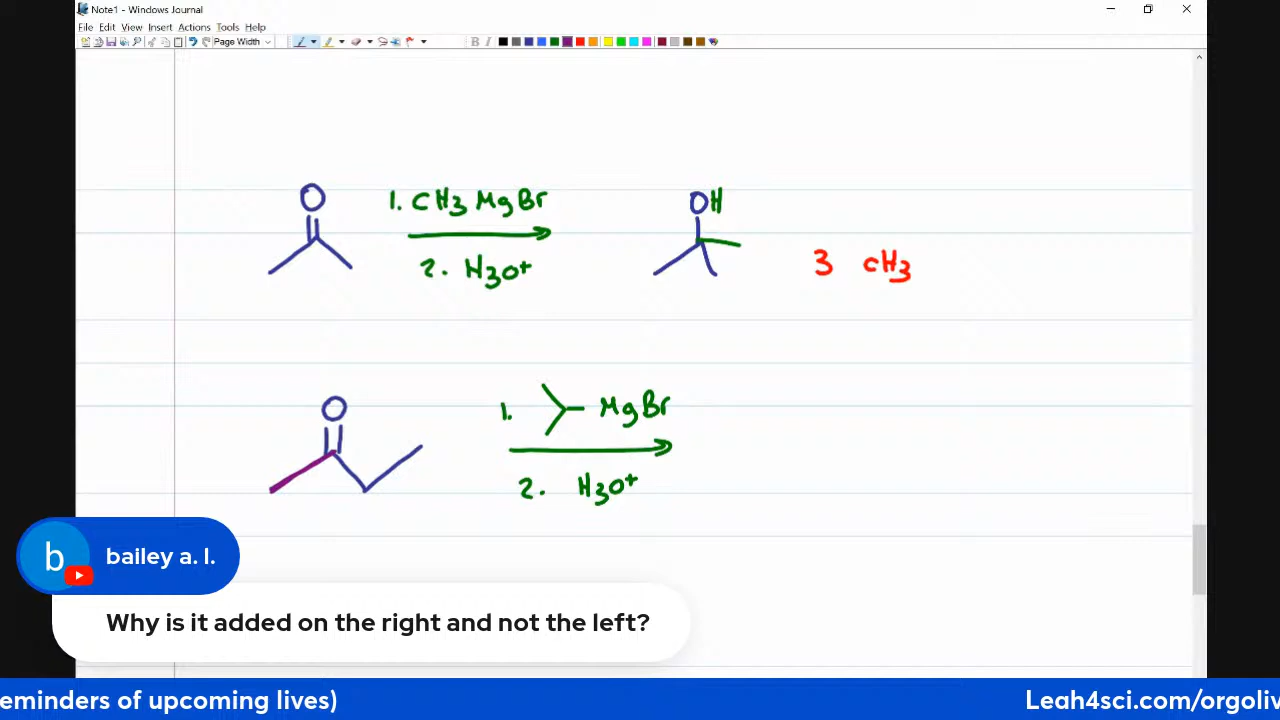 Note1 - Windows Journal
File Edit View Insert Actions Tools Help
Page Width
B I
O
1. CH3 MgBr
2. H3O+
OH
3 CH3
O
1. MgBr
2. H3O+
b
bailey a. l.
Why is it added on the right and not the left?
eminders of upcoming lives)
Leah4sci.com/orgoliv